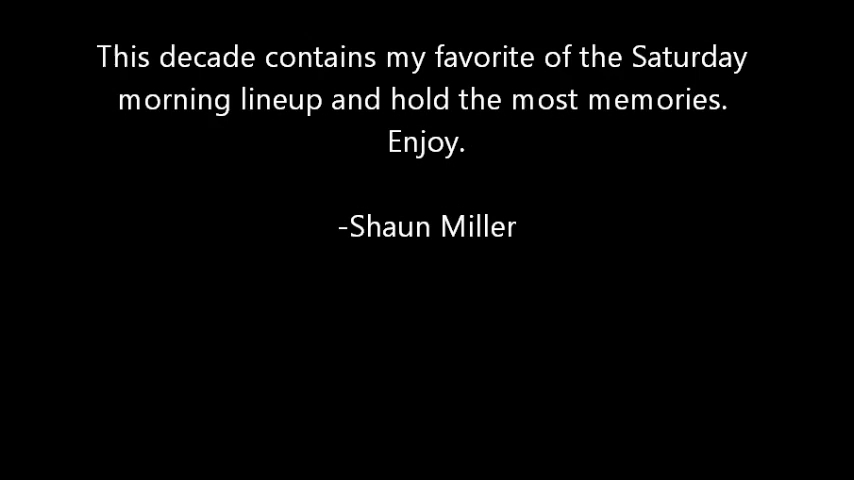 This decade contains my favorite of the Saturday
morning lineup and hold the most memories.
Enjoy.
-Shaun Miller